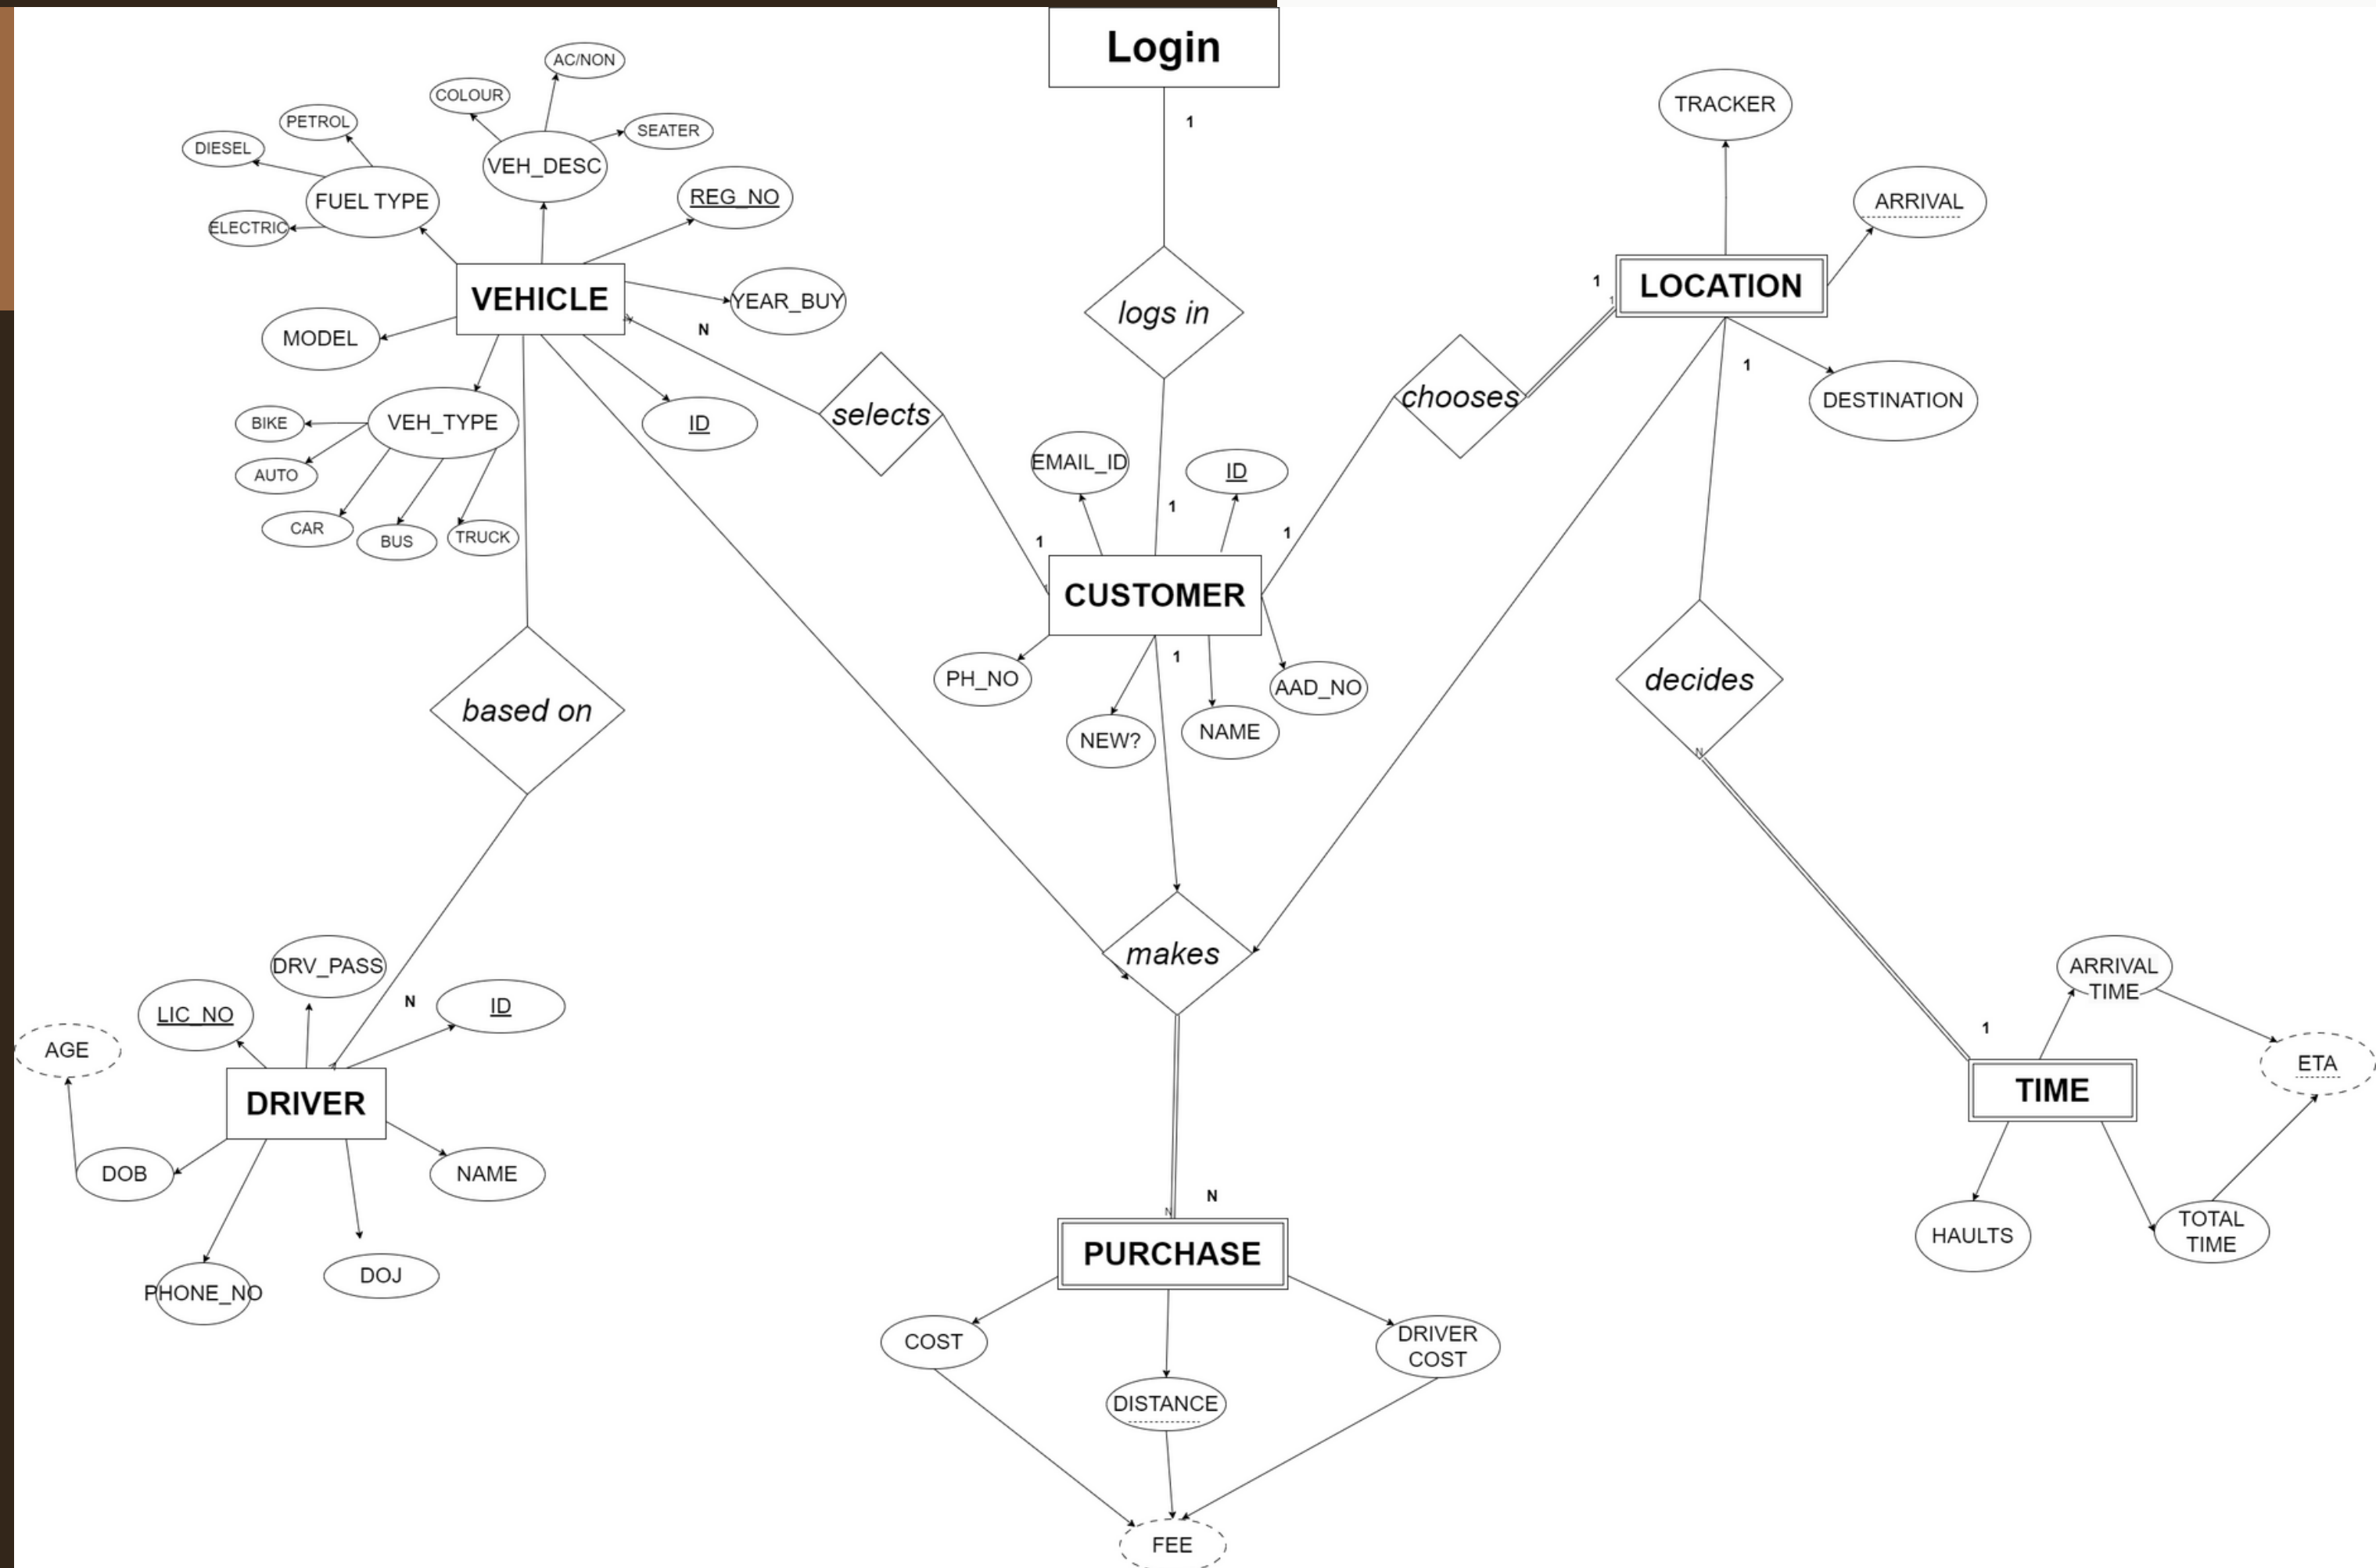 Login
1
AC/NON
COLOUR
SEATER
PETROL
DIESEL
VEH_DESC
FUEL TYPE
ELECTRIC
REG_NO
VEHICLE
YEAR_BUY
MODEL
N
ID
VEH_TYPE
BIKE
AUTO
CAR
BUS
TRUCK
selects
logs in
TRACKER
ARRIVAL
LOCATION
1
1
1
DESTINATION
chooses
EMAIL_ID
ID
1
1
1
CUSTOMER
PH_NO
1
NEW?
NAME
AAD_NO
based on
decides
N
makes
DRV_PASS
LIC_NO
N
ID
AGE
DRIVER
DOB
NAME
PHONE_NO
DOJ
ARRIVAL
TIME
1
ETA
TIME
HAULTS
TOTAL
TIME
N
N
PURCHASE
COST
DRIVER
COST
DISTANCE
FEE